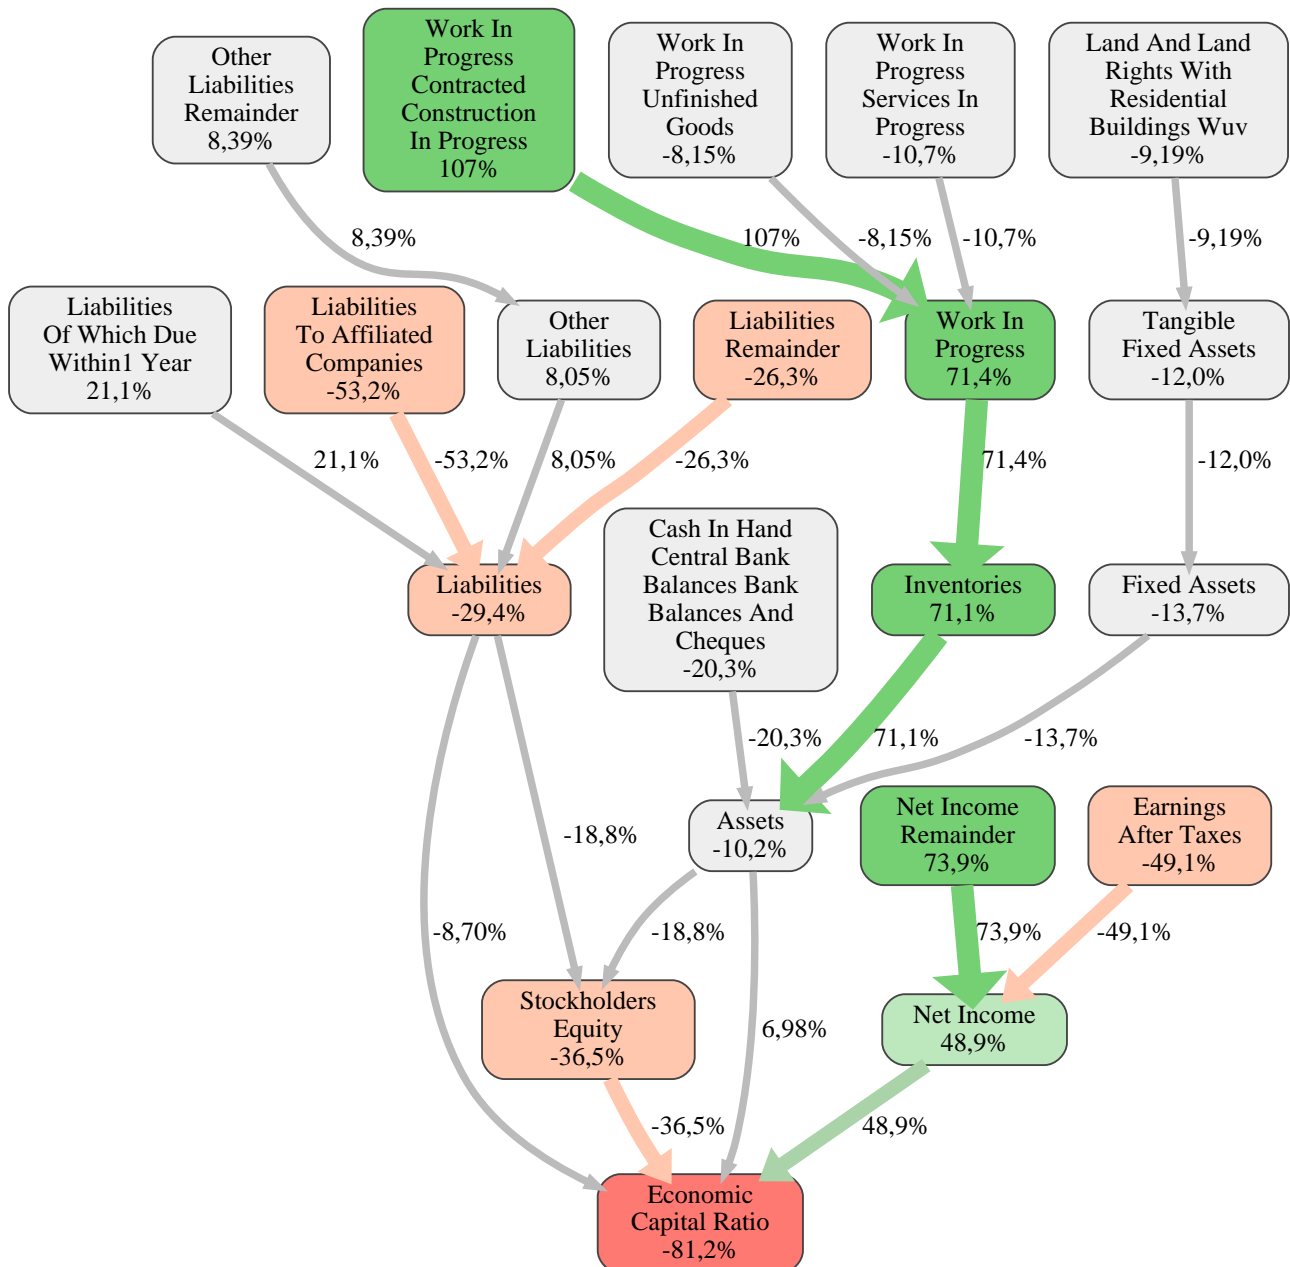 Other
Liabilities
Remainder
8,39%
Work In
Progress
Contracted
Construction
In Progress
107%
Work In
Progress
Unfinished
Goods
-8,15%
Work In
Progress
Services In
Progress
-10,7%
Land And Land
Rights With
Residential
Buildings Wuv
-9,19%
8,39%
107%
-8,15%
-10,7%
-9,19%
Liabilities
Of Which Due
Within1 Year
21,1%
Liabilities
To Affiliated
Companies
-53,2%
Other
Liabilities
8,05%
Liabilities
Remainder
-26,3%
Work In
Progress
71,4%
Tangible
Fixed Assets
-12,0%
21,1%
-53,2%
8,05%
-26,3%
71,4%
-12,0%
Liabilities
-29,4%
Cash In Hand
Central Bank
Balances Bank
Balances And
Cheques
-20,3%
Inventories
71,1%
Fixed Assets
-13,7%
-20,3%
71,1%
-13,7%
-18,8%
Assets
-10,2%
Net Income
Remainder
73,9%
Earnings
After Taxes
-49,1%
-8,70%
-18,8%
73,9%
-49,1%
Stockholders
Equity
-36,5%
6,98%
Net Income
48,9%
-36,5%
48,9%
Economic
Capital Ratio
-81,2%